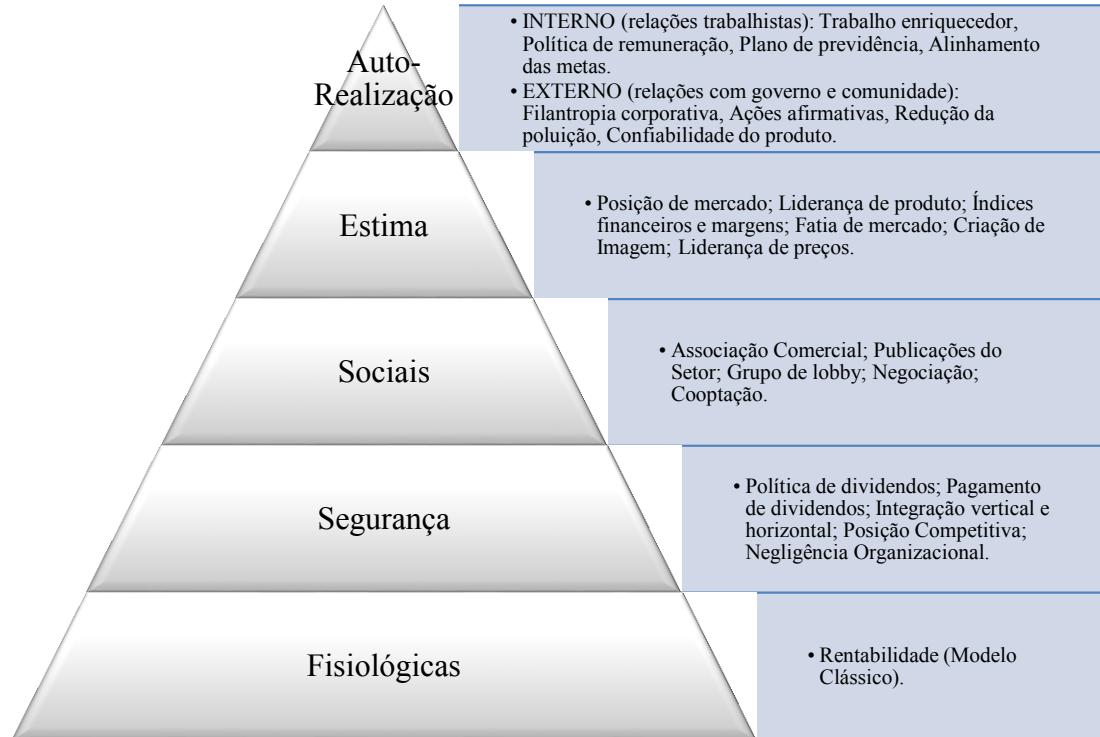 Auto-
Realização
• INTERNO (relações trabalhistas): Trabalho enriquecedor,
Política de remuneração, Plano de previdência, Alinhamento
das metas.
• EXTERNO (relações com governo e comunidade):
Filantropia corporativa, Ações afirmativas, Redução da
poluição, Confiabilidade do produto.
Estima
• Posição de mercado; Liderança de produto; Índices
financeiros e margens; Fatia de mercado; Criação de
Imagem; Liderança de preços.
Sociais
• Associação Comercial; Publicações do
Setor; Grupo de lobby; Negociação;
Cooptação.
Segurança
• Política de dividendos; Pagamento
de dividendos; Integração vertical e
horizontal; Posição Competitiva;
Negligência Organizacional.
Fisiológicas
• Rentabilidade (Modelo
Clássico).